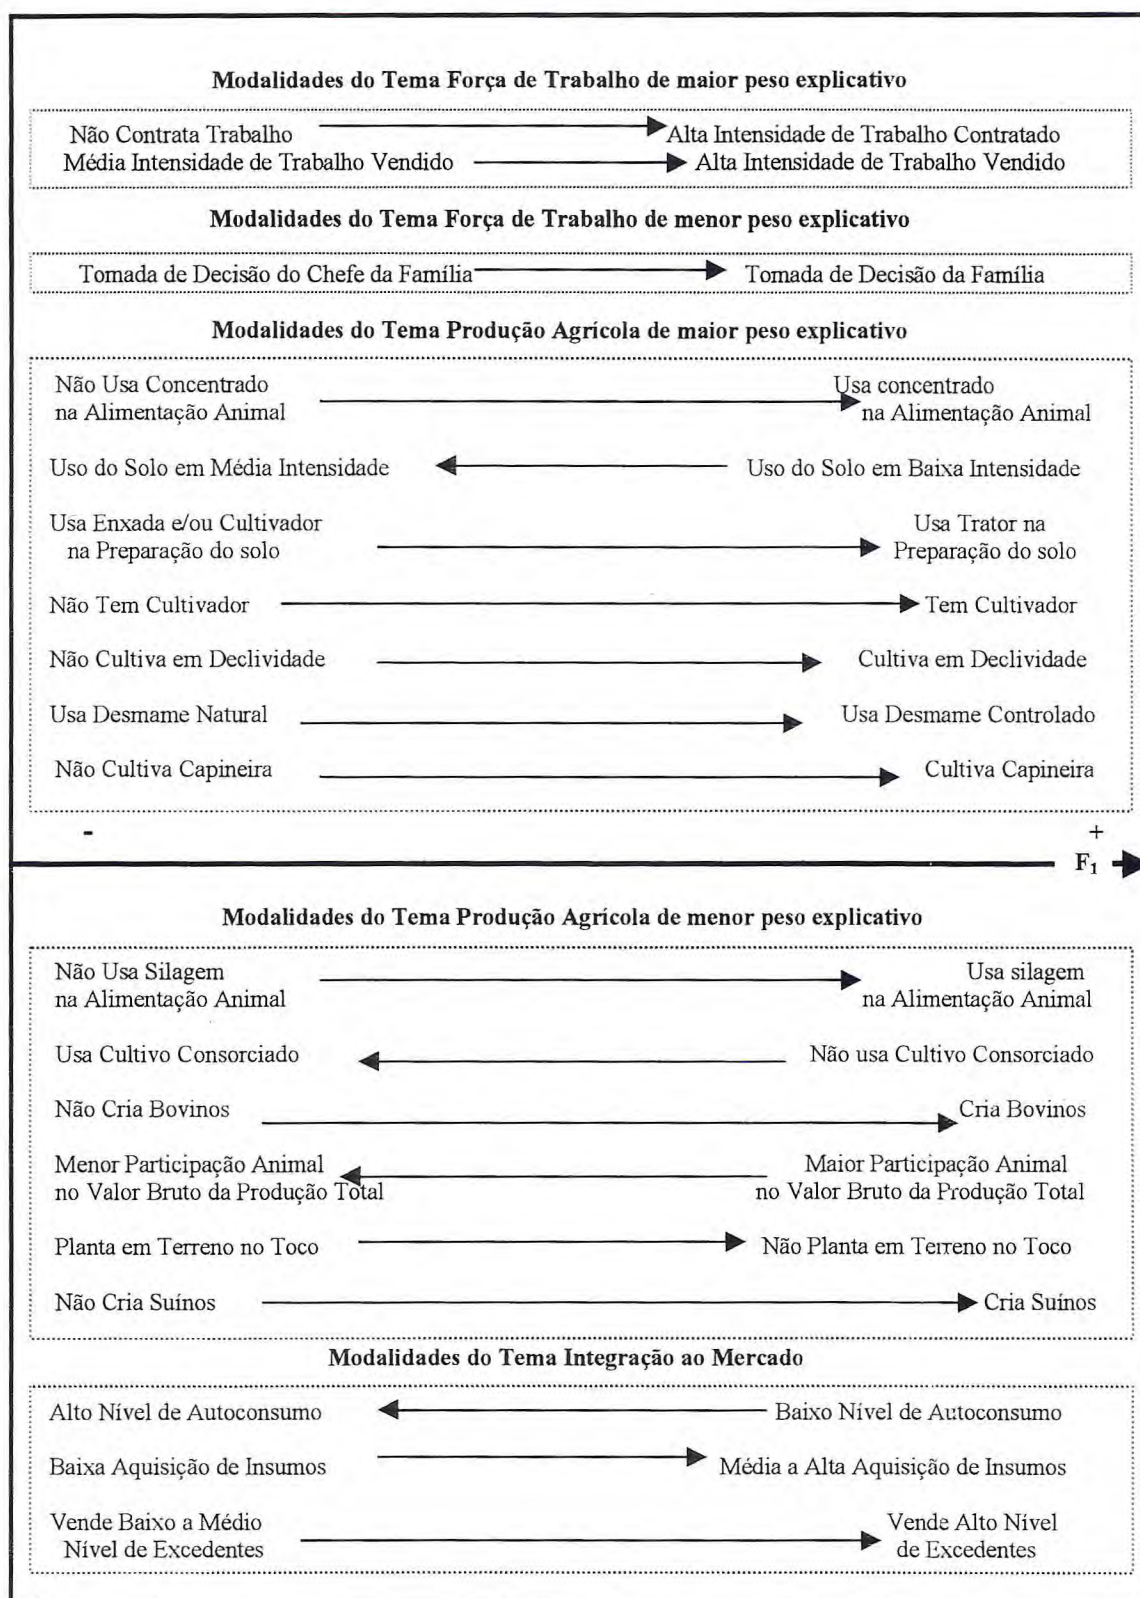 Modalidades do Tema Força de Trabalho de maior peso explicativo
Não Contrata Trabalho Alta Intensidade de Trabalho Contratado
Média Intensidade de Trabalho Vendido Alta Intensidade de Trabalho Vendido
Modalidades do Tema Força de Trabalho de menor peso explicativo
Tomada de Decisão do Chefe da Família Tomada de Decisão da Família
Modalidades do Tema Produção Agrícola de maior peso explicativo
Não Usa Concentrado Usa concentrado
na Alimentação Animal na Alimentação Animal
Uso do Solo em Média Intensidade Uso do Solo em Baixa Intensidade
Usa Enxada e/ou Cultivador Usa Trator na
na Preparação do solo Preparação do solo
Não Tem Cultivador Tem Cultivador
Não Cultiva em Declividade Cultiva em Declividade
Usa Desmame Natural Usa Desmame Controlado
Não Cultiva Capineira Cultiva Capineira
- +
F1
Modalidades do Tema Produção Agrícola de menor peso explicativo
Não Usa Silagem Usa silagem
na Alimentação Animal na Alimentação Animal
Usa Cultivo Consorciado Não usa Cultivo Consorciado
Não Cria Bovinos Cria Bovinos
Menor Participação Animal Maior Participação Animal
no Valor Bruto da Produção Total no Valor Bruto da Produção Total
Planta em Terreno no Toco Não Planta em Terreno no Toco
Não Cria Suínos Cria Suínos
Modalidades do Tema Integração ao Mercado
Alto Nível de Autoconsumo Baixo Nível de Autoconsumo
Baixa Aquisição de Insumos Média a Alta Aquisição de Insumos
Vende Baixo a Médio Vende Alto Nível
Nível de Excedentes de Excedentes